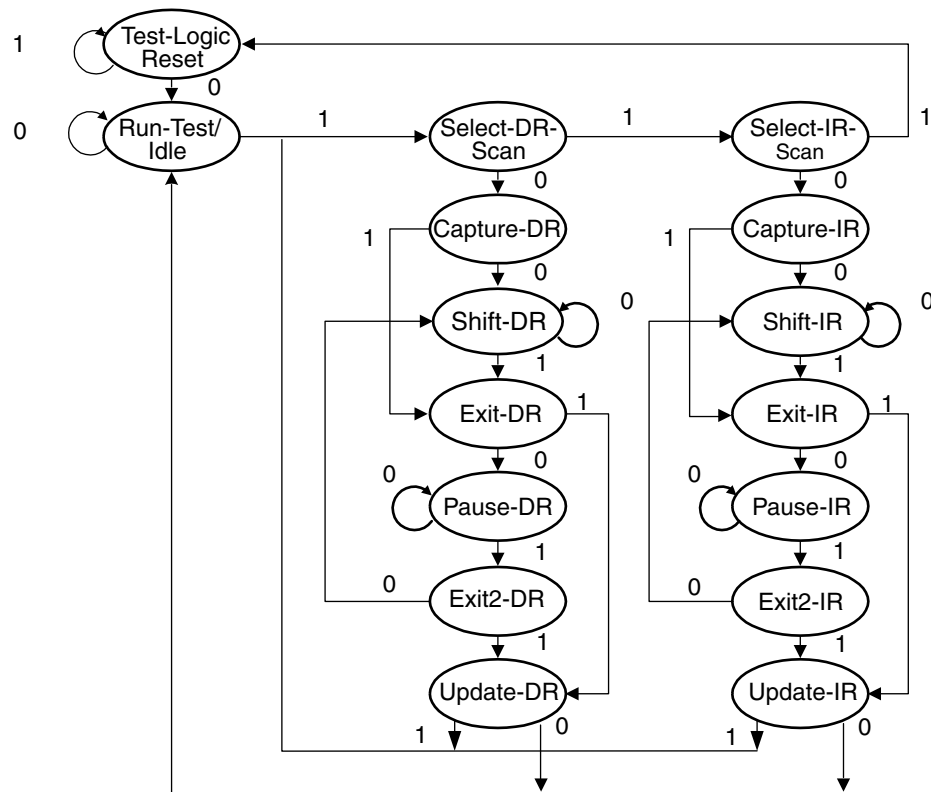 1
Test-Logic
Reset
0
0
Run-Test/
Idle
1
Select-DR-
Scan
1
Select-IR-
Scan
1
0
0
1
Capture-DR
1
Capture-IR
0
0
Shift-DR
0
Shift-IR
0
1
1
Exit-DR
1
Exit-IR
1
0
0
0
Pause-DR
0
Pause-IR
1
1
0
Exit2-DR
0
Exit2-IR
1
1
Update-DR
Update-IR
1
0
1
0